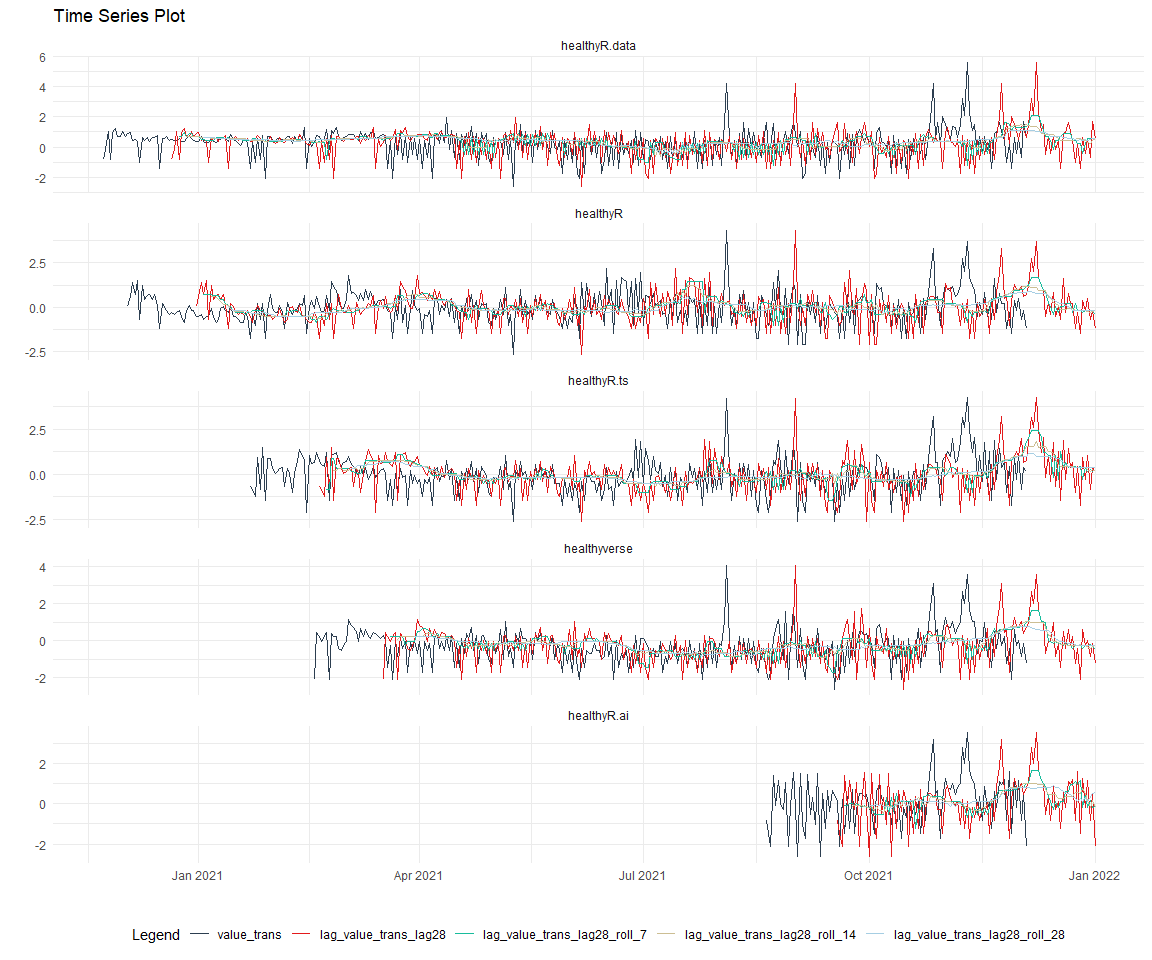 Time Series Plot
healthyR.data
6
4
2
0
-2
healthyR
2.5
0.0
-2.5
healthyR.ts
2.5
0.0
-2.5
healthyverse
4
2
0
-2
healthyR.ai
2
0
-2
Jan 2021 Apr 2021 Jul 2021 Oct 2021 Jan 2022
Legend value_trans lag_value_trans_lag28 lag_value_trans_lag28_roll_7 lag_value_trans_lag28_roll_14 lag_value_trans_lag28_roll_28